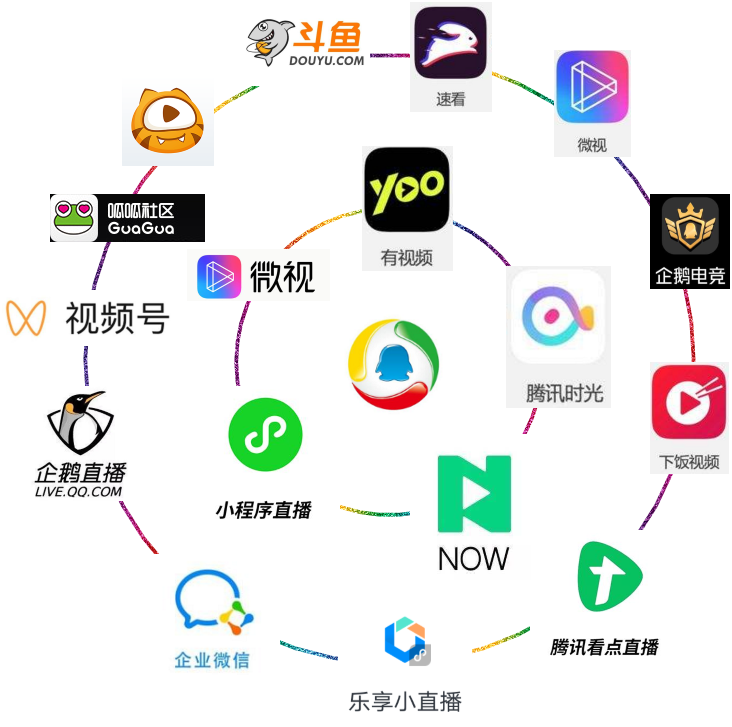 斗鱼
DOUYU.COM
速看
微视
呱呱社区
GuaGua
yoo
有视频
企鹅电竞
微视
视频号
腾讯时光
企鹅直播
LIVE.QQ.COM
下饭视频
小程序直播
NOW
企业微信
腾讯看点直播
乐享小直播